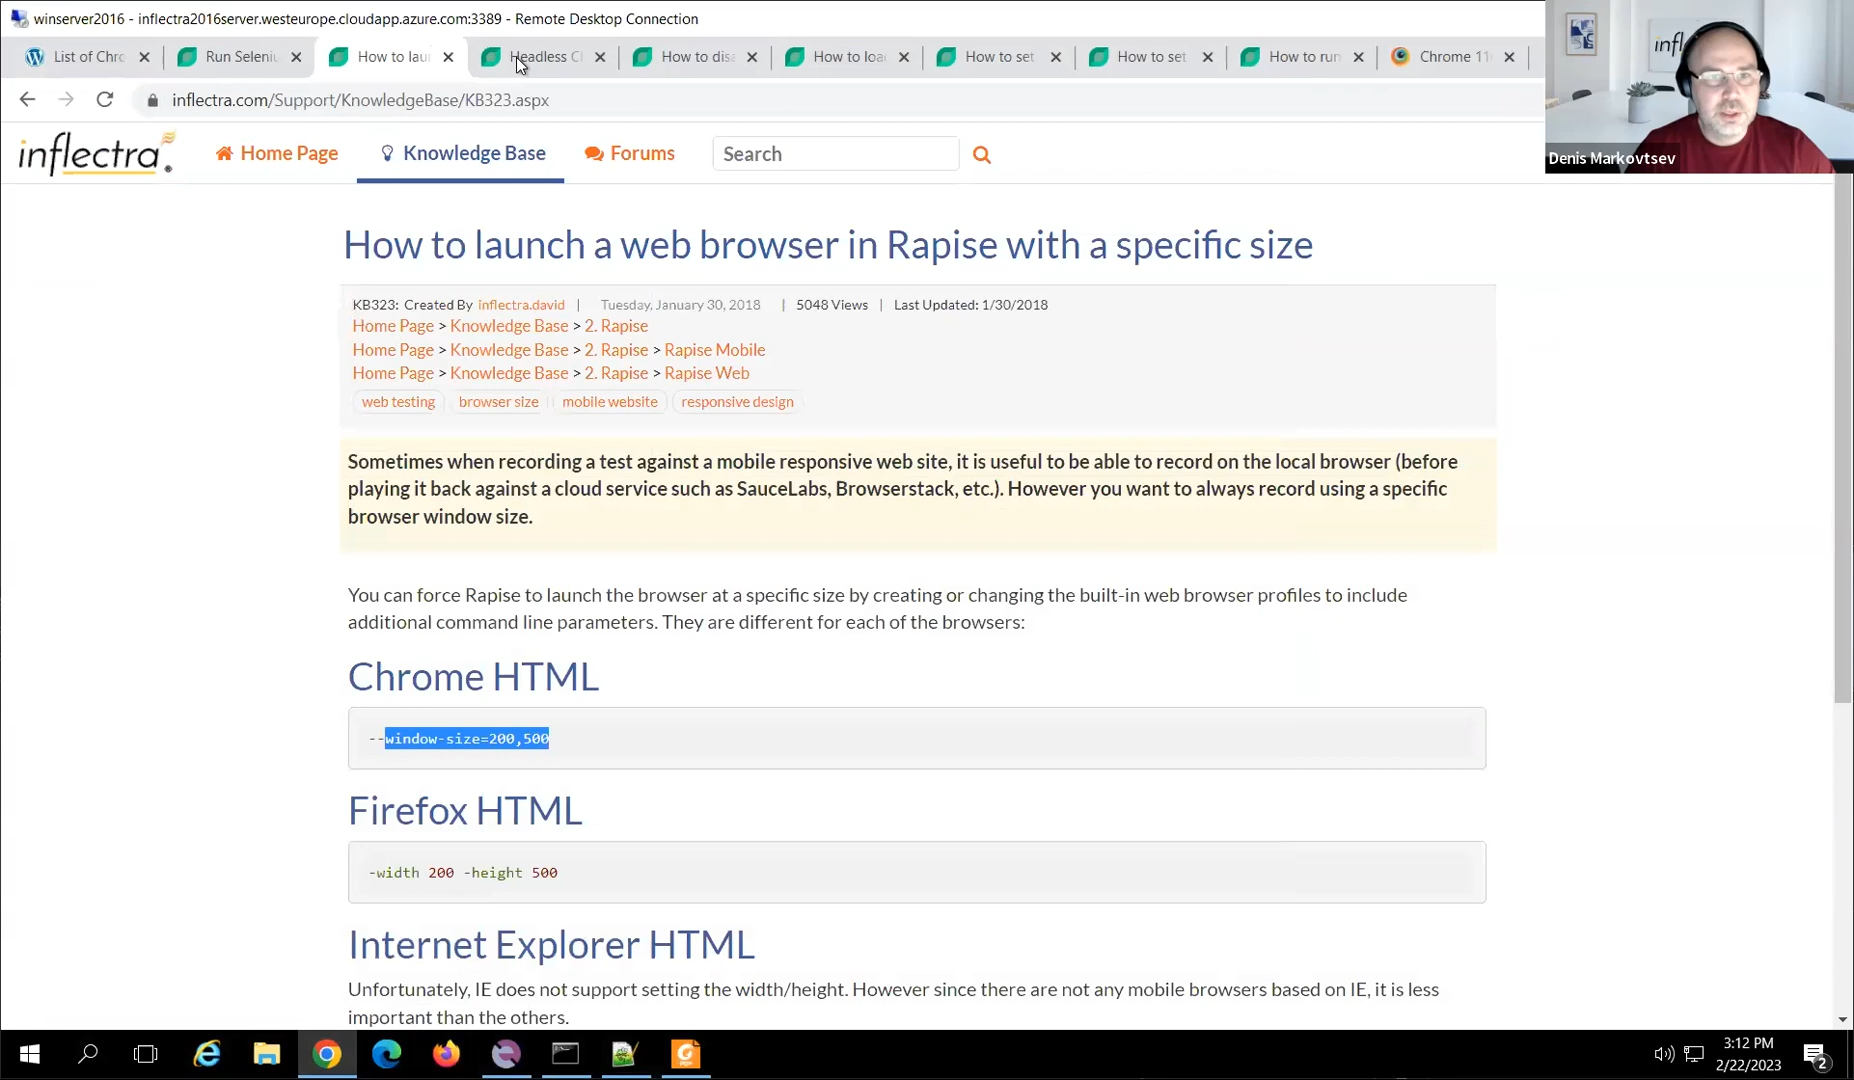 winserver2016 - inflectra2016server.westeurope.cloudapp.azure.com:3389 - Remote Desktop Connection
List of Chro
Run Seleniu
How to laun
Headless Ch
How to disa
How to loa
How to set
How to set
How to run
Chrome 11
inflectra.com/Support/KnowledgeBase/KB323.aspx
inflectra
Home Page
Knowledge Base
Forums
Search
Denis Markovtsev
How to launch a web browser in Rapise with a specific size
KB323: Created By inflectra.david | Tuesday, January 30, 2018 | 5048 Views | Last Updated: 1/30/2018
Home Page > Knowledge Base > 2. Rapise
Home Page > Knowledge Base > 2. Rapise > Rapise Mobile
Home Page > Knowledge Base > 2. Rapise > Rapise Web
web testing browser size mobile website responsive design
Sometimes when recording a test against a mobile responsive web site, it is useful to be able to record on the local browser (before
playing it back against a cloud service such as SauceLabs, Browserstack, etc.). However you want to always record using a specific
browser window size.
You can force Rapise to launch the browser at a specific size by creating or changing the built-in web browser profiles to include
additional command line parameters. They are different for each of the browsers:
Chrome HTML
--window-size=200,500
Firefox HTML
-width 200 -height 500
Internet Explorer HTML
Unfortunately, IE does not support setting the width/height. However since there are not any mobile browsers based on IE, it is less
important than the others.
3:12 PM
2/22/2023
2